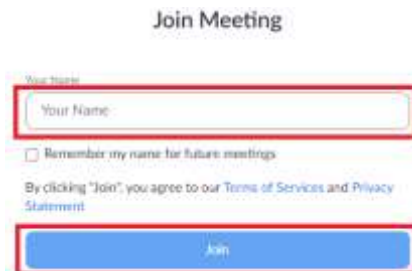 Join Meeting
Your Name
Your Name
Remember my name for future meetings
By clicking "Join", you agree to our Terms of Services and Privacy
Statement
Join